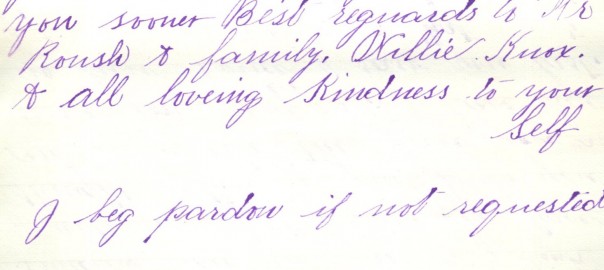 you sooner Best reguards to Mr
Roush & family. Willie Knox.
& all loveing Kindness to your
Self
I beg pardon if not requested